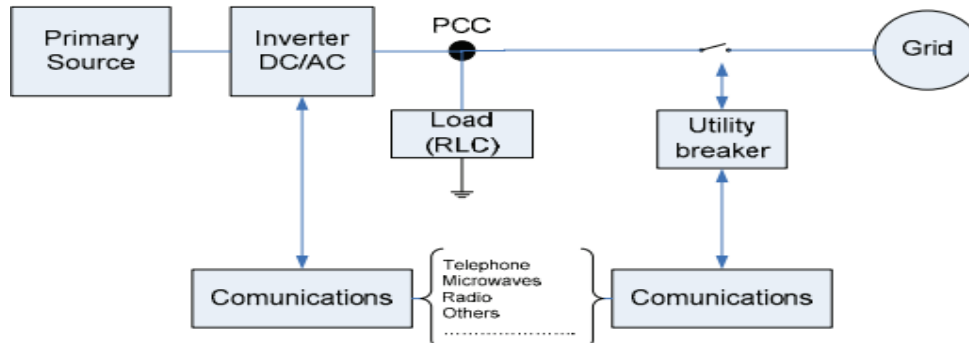 PCC
Primary
Source
Inverter
DC/AC
Grid
Load
(RLC)
Utility
breaker
Comunications
Telephone
Microwaves
Radio
Others
Comunications